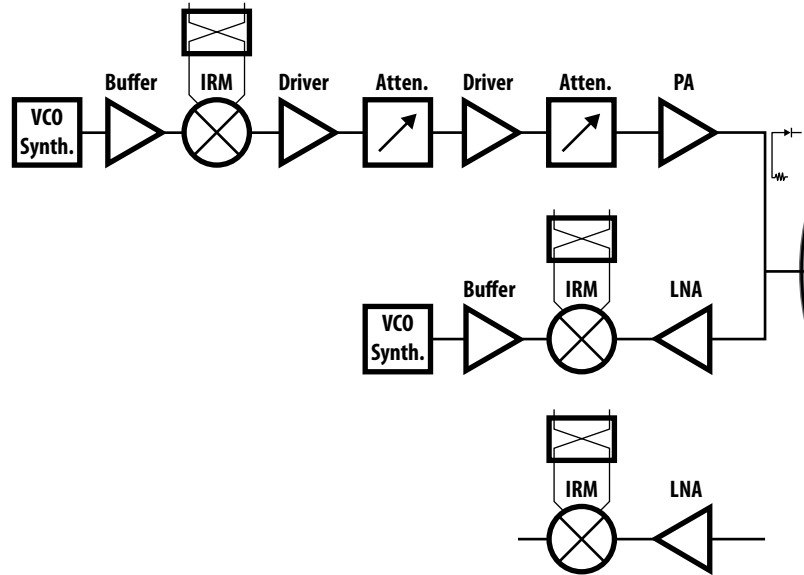 Buffer IRM Driver Atten. Driver Atten. PA
VCO
Synth.
Buffer IRM LNA
VCO
Synth.
IRM LNA